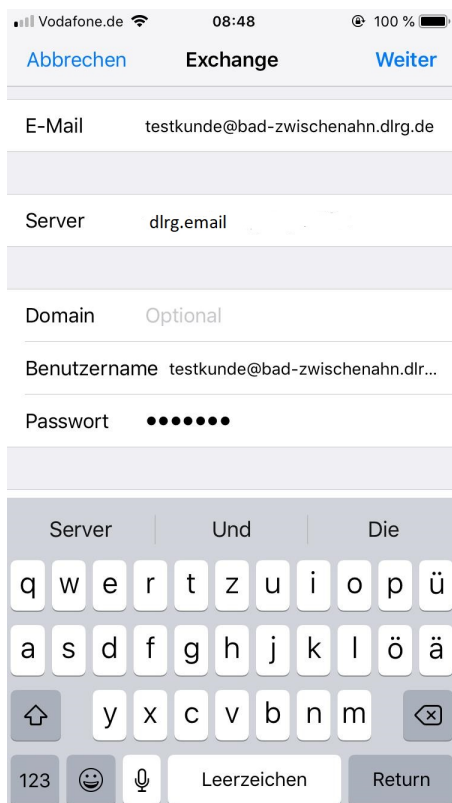 Vodafone.de 08:48 100 %
Abbrechen Exchange Weiter
E-Mail testkunde@bad-zwischenahn.dlrg.de
Server dlrg.email
Domain Optional
Benutzername testkunde@bad-zwischenahn.dlr...
Passwort ●●●●●●●
Server Und Die
q w e r t z u i o p ü
a s d f g h j k l ö ä
y x c v b n m
123 Leerzeichen Return